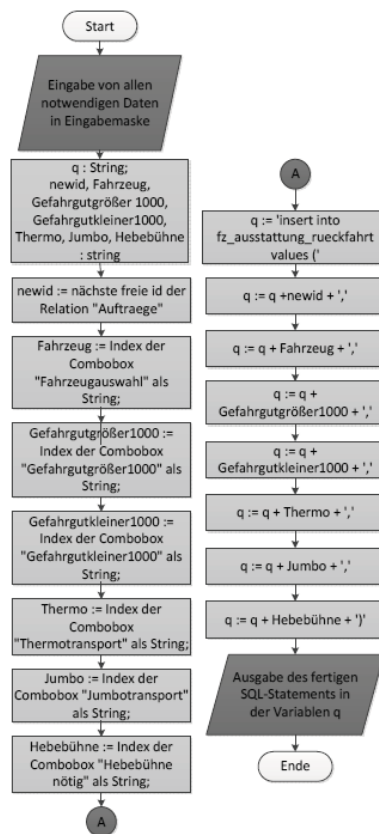 Start
Eingabe von allen
notwendigen Daten
in Eingabemaske
q : String;
newid, Fahrzeug,
Gefahrgutgrößer 1000,
Gefahrgutkleiner1000,
Thermo, Jumbo, Hebebühne
: string
newid := nächste freie id der
Relation "Auftraege"
Fahrzeug := Index der
Combobox
"Fahrzeugauswahl" als
String;
Gefahrgutgrößer1000 :=
Index der Combobox
"Gefahrgutgrößer1000" als
String;
Gefahrgutkleiner1000 :=
Index der Combobox
"Gefahrgutkleiner1000" als
String;
Thermo := Index der
Combobox
"Thermotransport" als String;
Jumbo := Index der
Combobox "Jumbotransport"
als String;
Hebebühne := Index der
Combobox "Hebebühne
nötig" als String;
A
A
q := 'insert into
fz_ausstattung_rueckfahrt
values ('
q := q +newid + ','
q := q + Fahrzeug + ','
q := q +
Gefahrgutgrößer1000 + ','
q := q +
Gefahrgutkleiner1000 + ','
q := q + Thermo + ','
q := q + Jumbo + ','
q := q + Hebebühne + ')'
Ausgabe des fertigen
SQL-Statements in
der Variablen q
Ende